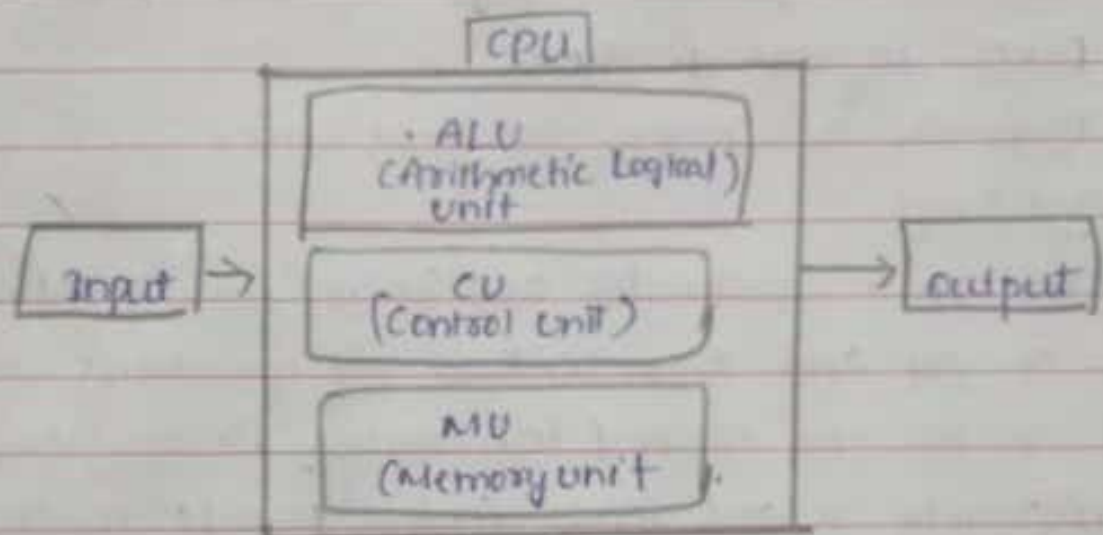 CPU
. ALU
(Arithmetic Logical)
unit
Input
CU
(Control unit)
output
MU
(Memory unit